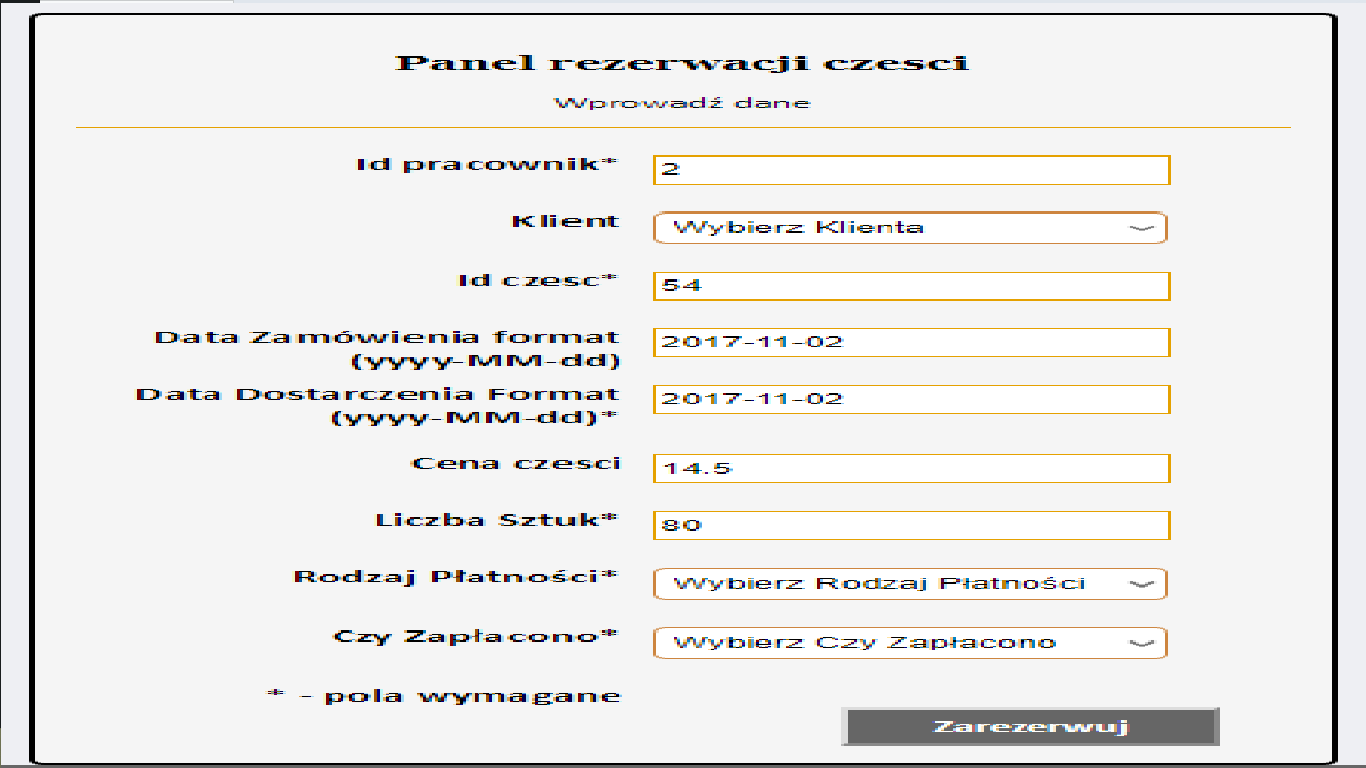 Panel rezerwacji czesci
Wprowadź dane
Id pracownik* 2
Klient Wybierz Klienta
Id czesc* 54
Data Zamówienia format
(yyyy-MM-dd) 2017-11-02
Data Dostarczenia Format
(yyyy-MM-dd)* 2017-11-02
Cena czesci 14.5
Liczba Sztuk* 80
Rodzaj Płatności* Wybierz Rodzaj Płatności
Czy Zapłacono* Wybierz Czy Zapłacono
* - pola wymagane
Zarezerwuj